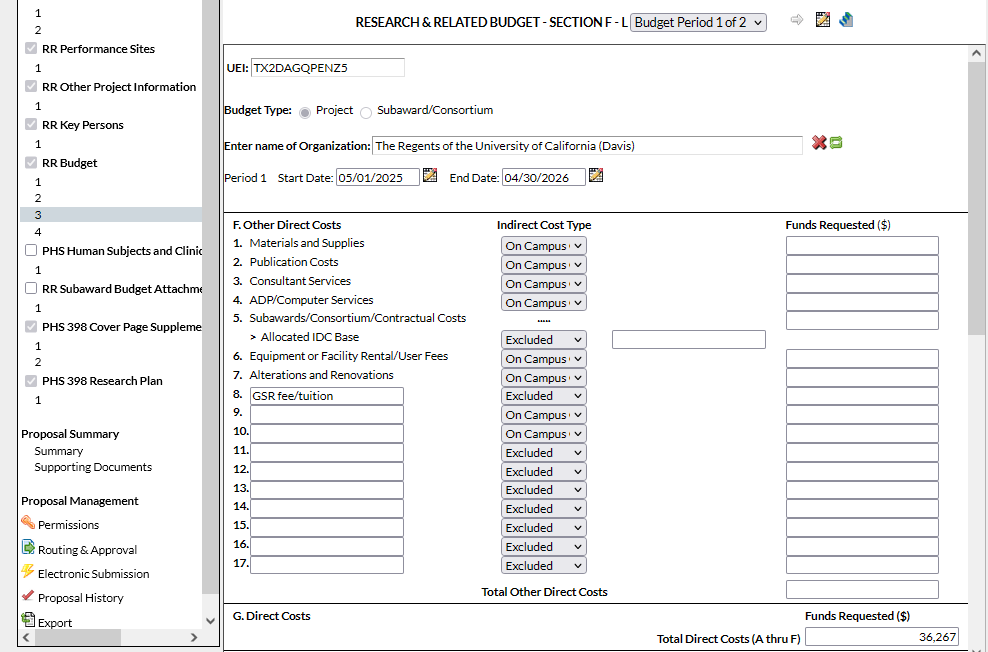 1
2
RR Performance Sites
1
RR Other Project Information
1
RR Key Persons
1
RR Budget
1
2
3
4
PHS Human Subjects and Clinic
1
RR Subaward Budget Attachme
1
PHS 398 Cover Page Suppleme
1
2
PHS 398 Research Plan
1
Proposal Summary
Summary
Supporting Documents
Proposal Management
Permissions
Routing & Approval
Electronic Submission
Proposal History
Export
RESEARCH & RELATED BUDGET - SECTION F - L Budget Period 1 of 2
UEI: TX2DAGQPENZ5
Budget Type: Project Subaward/Consortium
Enter name of Organization: The Regents of the University of California (Davis)
Period 1 Start Date: 05/01/2025 End Date: 04/30/2026
F. Other Direct Costs Indirect Cost Type Funds Requested ($)
1. Materials and Supplies On Campus
2. Publication Costs On Campus
3. Consultant Services On Campus
4. ADP/Computer Services On Campus
5. Subawards/Consortium/Contractual Costs .....
> Allocated IDC Base Excluded
6. Equipment or Facility Rental/User Fees On Campus
7. Alterations and Renovations On Campus
8. GSR fee/tuition Excluded
9. On Campus
10. On Campus
11. Excluded
12. Excluded
13. Excluded
14. Excluded
15. Excluded
16. Excluded
17. Excluded
Total Other Direct Costs
G. Direct Costs Funds Requested ($)
Total Direct Costs (A thru F) 36,267